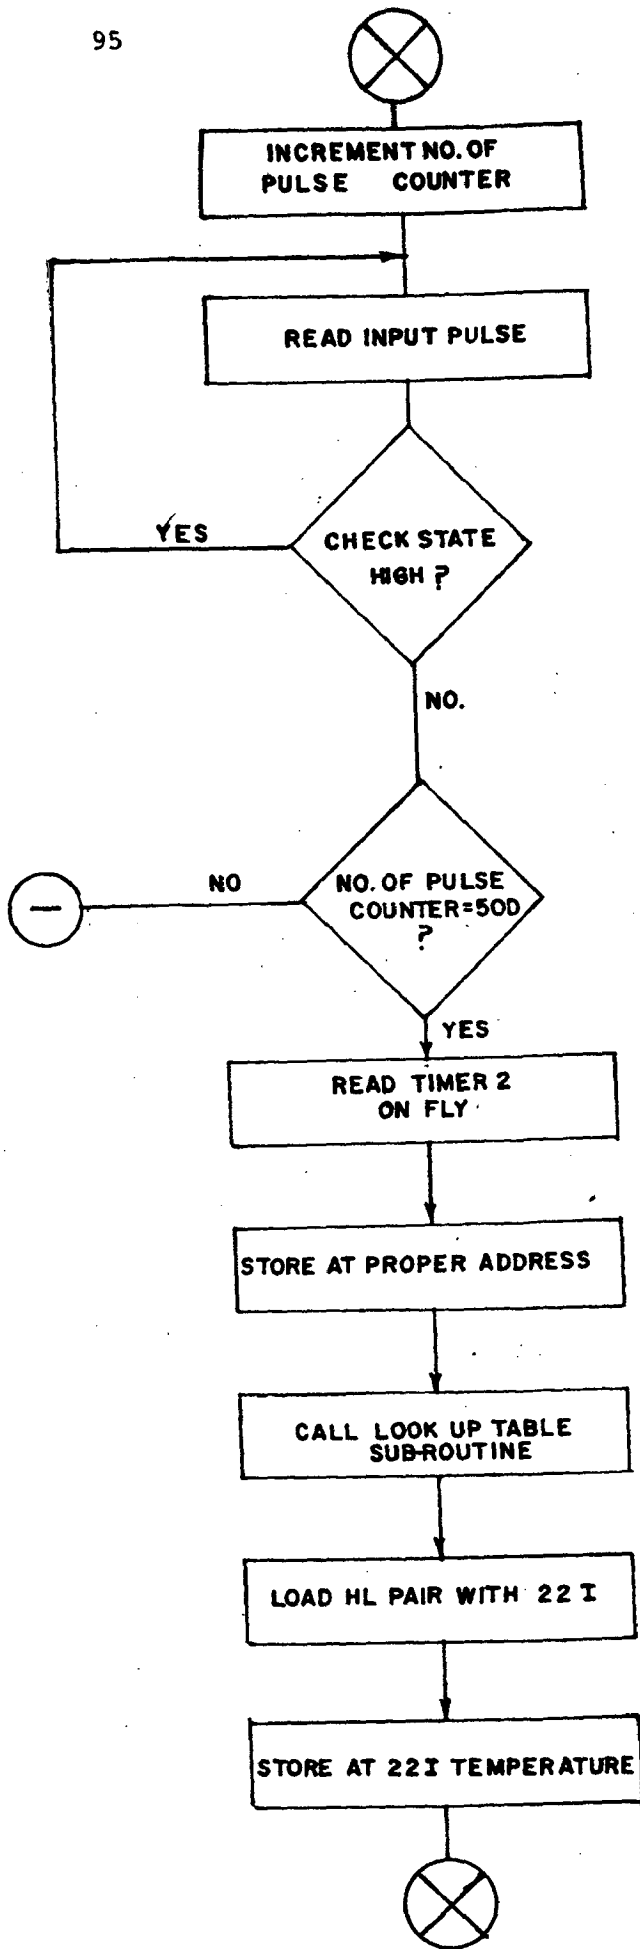 95
INCREMENT NO. OF
PULSE COUNTER
READ INPUT PULSE
YES
CHECK STATE
HIGH ?
NO.
NO
NO. OF PULSE
COUNTER=50D
?
YES
READ TIMER 2
ON FLY
STORE AT PROPER ADDRESS
CALL LOOK UP TABLE
SUB-ROUTINE
LOAD HL PAIR WITH 22 I
STORE AT 22I TEMPERATURE